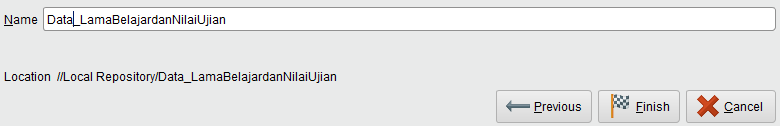 Name Data_LamaBelajardanNilaiUjian
Location //Local Repository/Data_LamaBelajardanNilaiUjian
Previous Finish Cancel